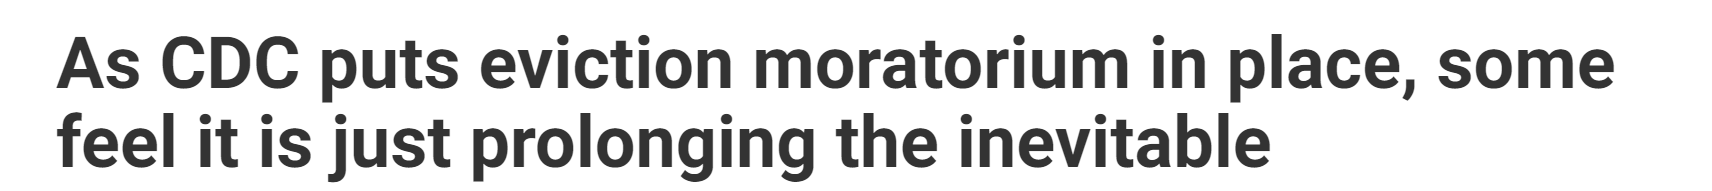 As CDC puts eviction moratorium in place, some
feel it is just prolonging the inevitable